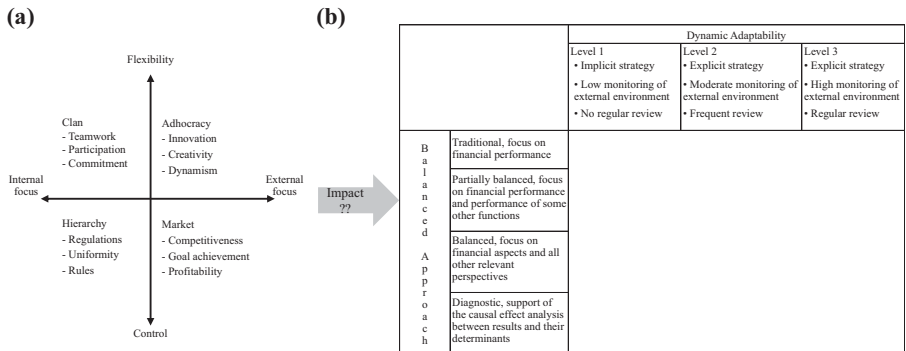 (a)
Flexibility
Clan
- Teamwork
- Participation
- Commitment
Adhocracy
- Innovation
- Creativity
- Dynamism
Internal
focus
External
focus
Hierarchy
- Regulations
- Uniformity
- Rules
Market
- Competitiveness
- Goal achievement
- Profitability
Control
Impact
??
(b)
Dynamic Adaptability
Level 1
• Implicit strategy
• Low monitoring of
external environment
• No regular review
Level 2
• Explicit strategy
• Moderate monitoring of
external environment
• Frequent review
Level 3
• Explicit strategy
• High monitoring of
external environment
• Regular review
Balanced Approach
Traditional, focus on
financial performance
Partially balanced, focus
on financial performance
and performance of some
other functions
Balanced, focus on
financial aspects and all
other relevant
perspectives
Diagnostic, support of
the causal effect analysis
between results and their
determinants